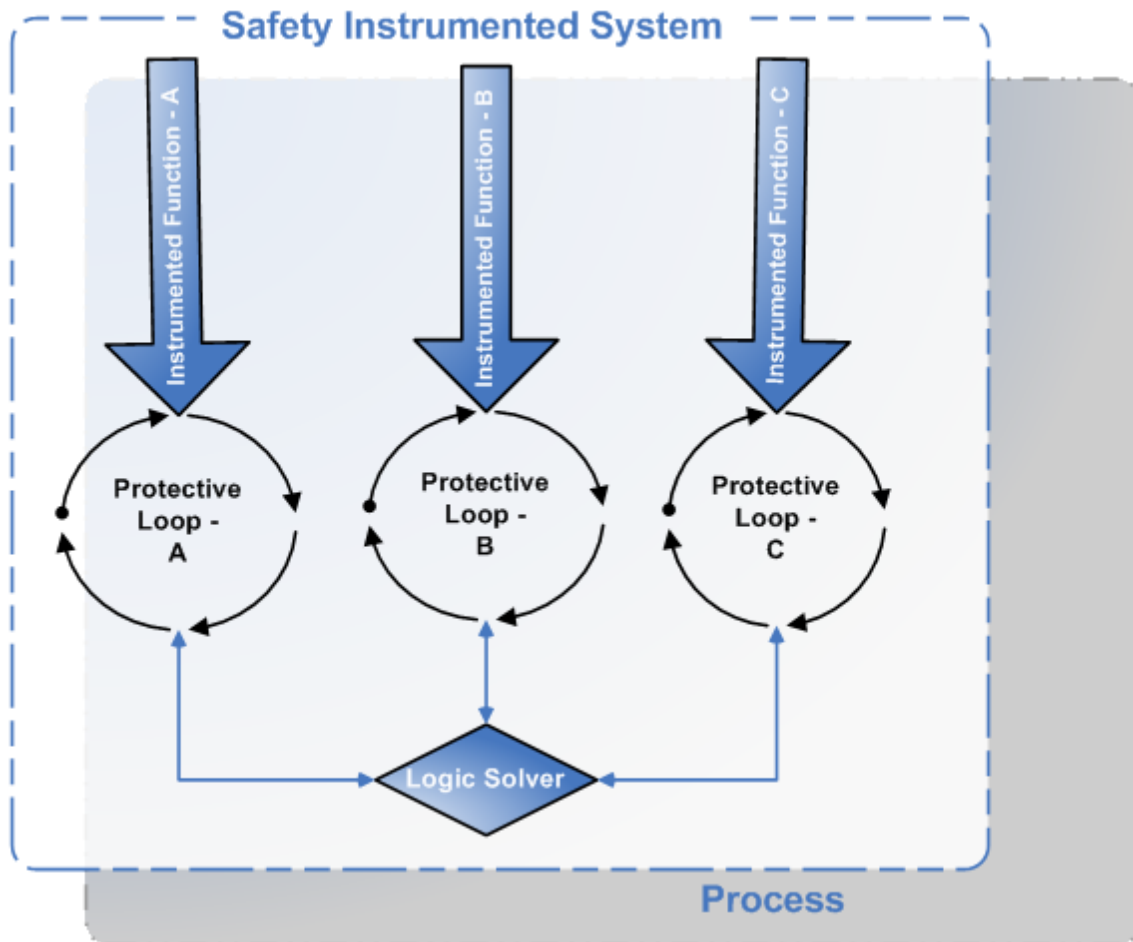 Safety Instrumented System
Instrumented Function - A
Instrumented Function - B
Instrumented Function - C
Protective
Loop -
A
Protective
Loop -
B
Protective
Loop -
C
Logic Solver
Process